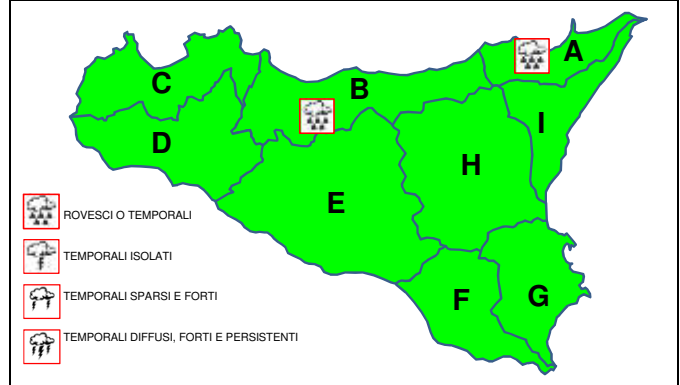 A
B
C
I
D
H
E
ROVESCI O TEMPORALI
TEMPORALI ISOLATI
TEMPORALI SPARSI E FORTI
F
G
TEMPORALI DIFFUSI, FORTI E PERSISTENTI